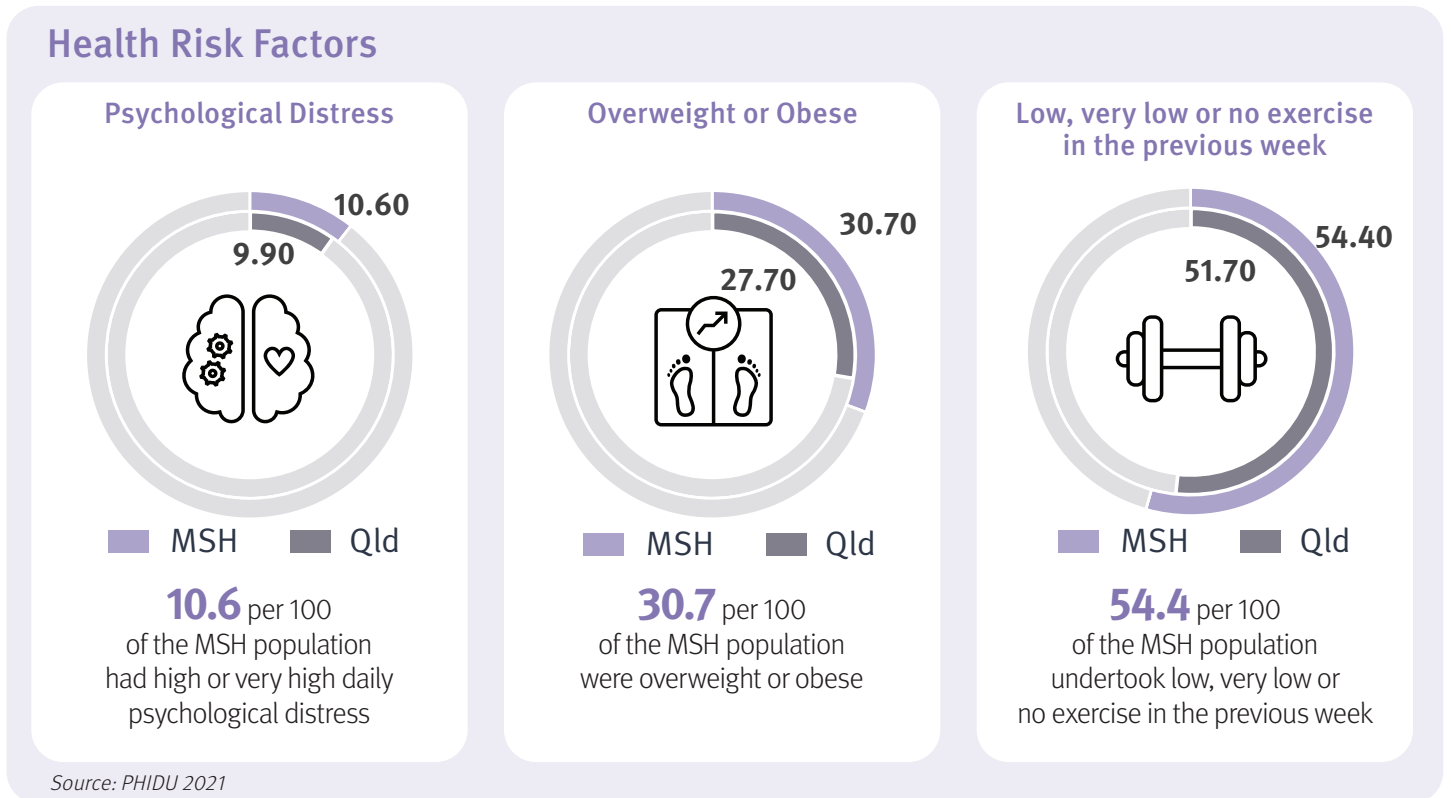 Health Risk Factors
Psychological Distress
10.60
9.90
MSH
Qld
10.6 per 100
of the MSH population
had high or very high daily
psychological distress
Overweight or Obese
30.70
27.70
MSH
Qld
30.7 per 100
of the MSH population
were overweight or obese
Low, very low or no exercise
in the previous week
54.40
51.70
MSH
Qld
54.4 per 100
of the MSH population
undertook low, very low or
no exercise in the previous week
Source: PHIDU 2021